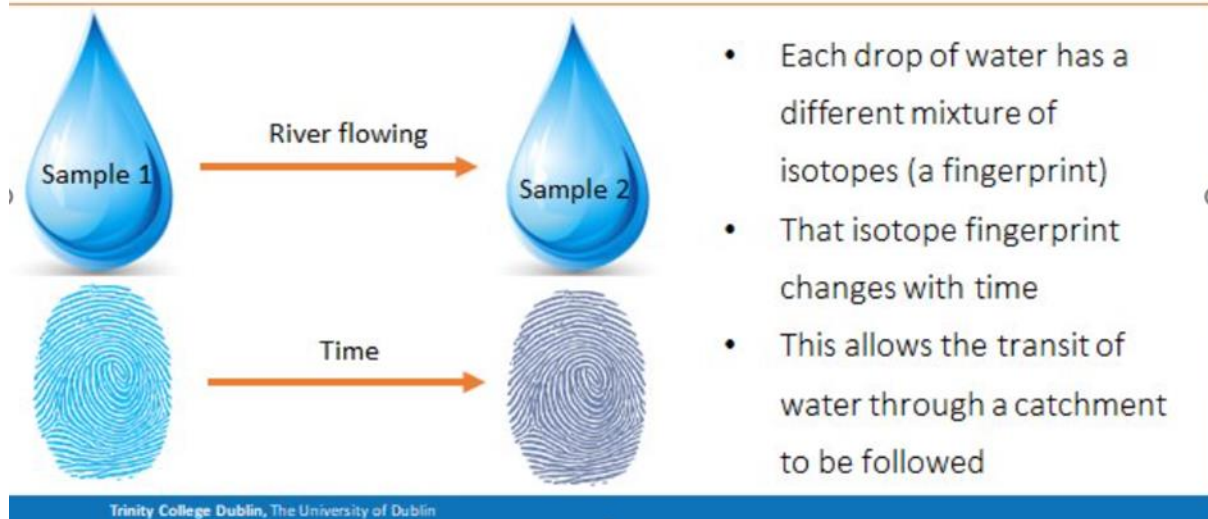 Sample 1
River flowing
Sample 2
Time
• Each drop of water has a
different mixture of
isotopes (a fingerprint)
• That isotope fingerprint
changes with time
• This allows the transit of
water through a catchment
to be followed
Trinity College Dublin, The University of Dublin